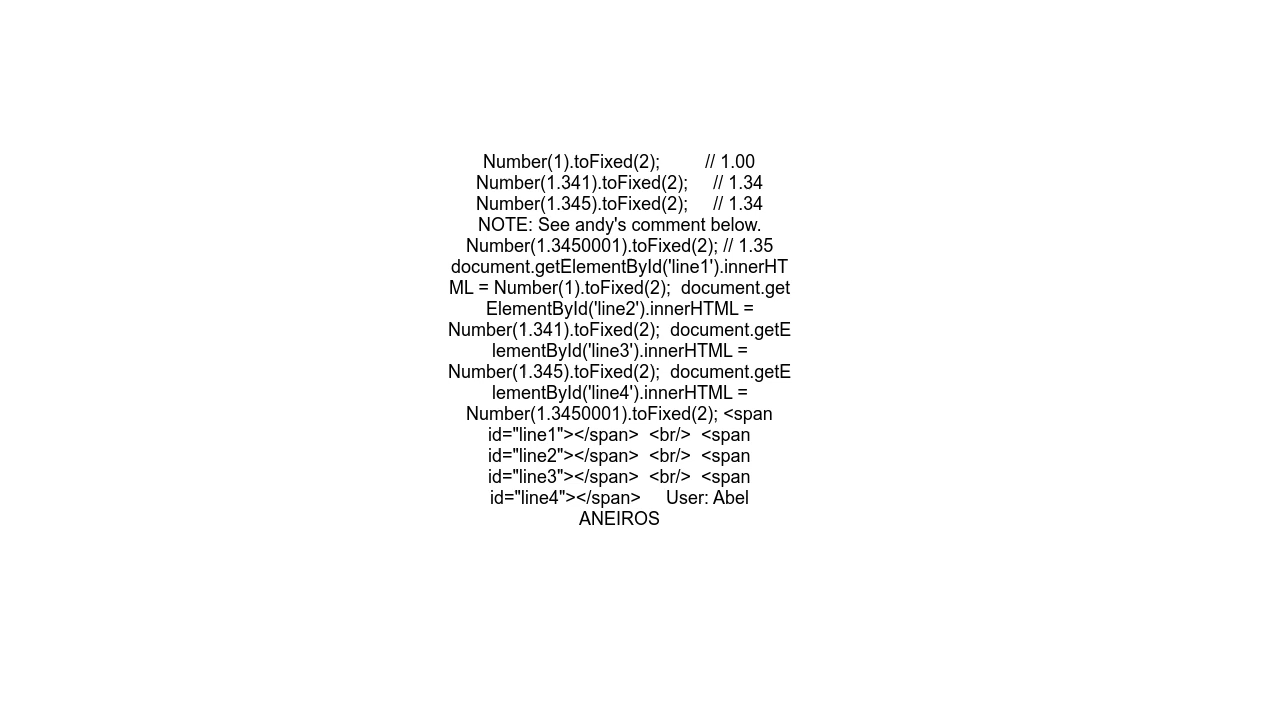 Number(1).toFixed(2);         // 1.00
Number(1.341).toFixed(2);     // 1.34
Number(1.345).toFixed(2);     // 1.34
NOTE: See andy's comment below.
Number(1.3450001).toFixed(2); // 1.35
document.getElementById('line1').innerHT
ML = Number(1).toFixed(2);  document.get
ElementById('line2').innerHTML =
Number(1.341).toFixed(2);  document.getE
lementById('line3').innerHTML =
Number(1.345).toFixed(2);  document.getE
lementById('line4').innerHTML =
Number(1.3450001).toFixed(2); <span
id="line1"></span>  <br/>  <span
id="line2"></span>  <br/>  <span
id="line3"></span>  <br/>  <span
id="line4"></span>     User: Abel
ANEIROS